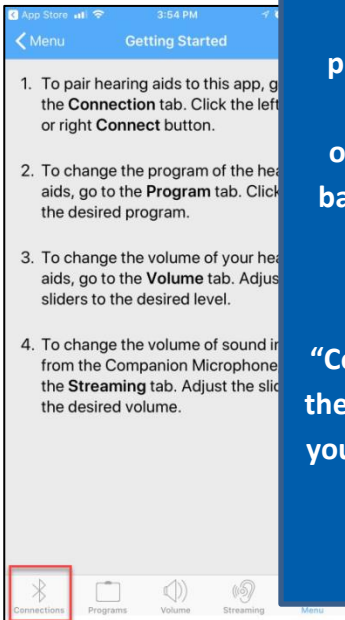 App Store
3:54 PM
Menu
Getting Started
1. To pair hearing aids to this app, g
the Connection tab. Click the left
or right Connect button.
2. To change the program of the hea
aids, go to the Program tab. Click
the desired program.
3. To change the volume of your hea
aids, go to the Volume tab. Adjus
sliders to the desired level.
4. To change the volume of sound in
from the Companion Microphone
the Streaming tab. Adjust the slid
the desired volume.
Connections Programs Volume Streaming Menu
p
o
ba
“Co
the
you